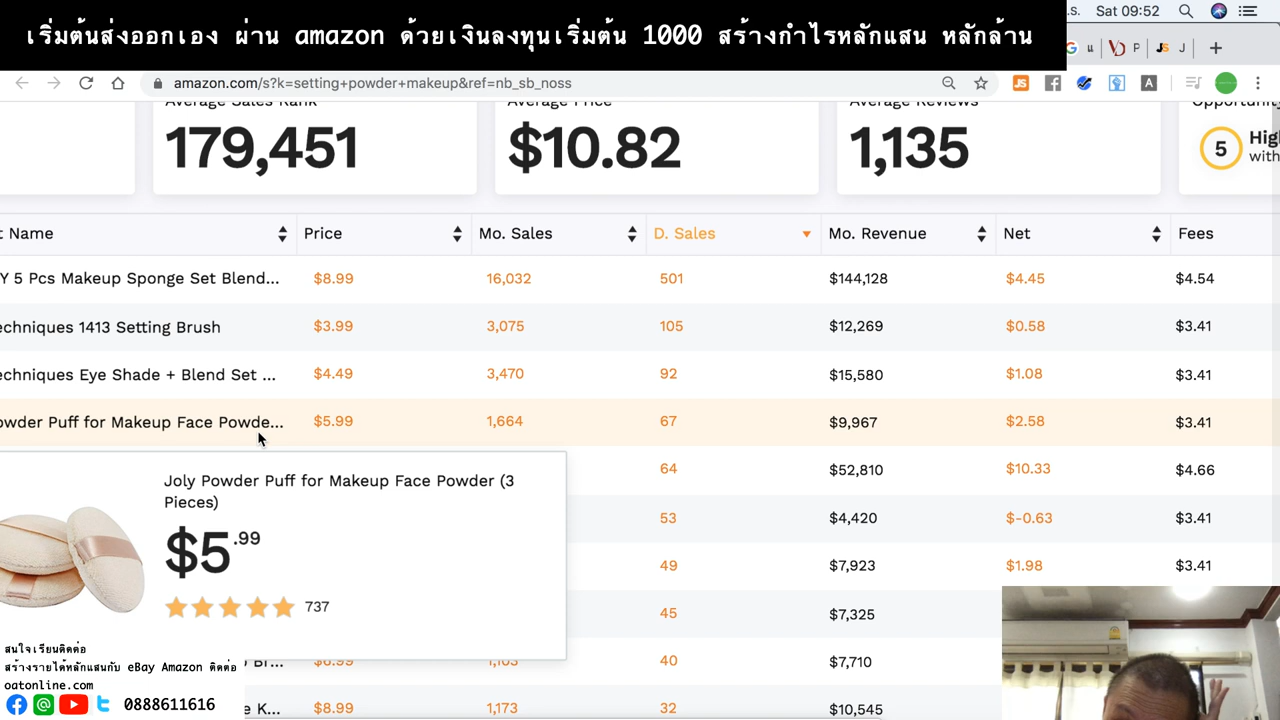 เริ่มต้นส่งออกเอง ผ่าน amazon ด้วยเงินลงทุนเริ่มต้น 1000 สร้างกำไรหลักแสน หลักล้าน
S. Sat 09:52
G u P JS J +
amazon.com/s?k=setting+powder+makeup&ref=nb_sb_noss
JS A
Average Sales Rank Average Price Average Reviews
179,451 $10.82 1,135 5
with
t Name Price Mo. Sales D. Sales Mo. Revenue Net Fees
Y 5 Pcs Makeup Sponge Set Blend... $8.99 16,032 501 $144,128 $4.45 $4.54
echniques 1413 Setting Brush $3.99 3,075 105 $12,269 $0.58 $3.41
echniques Eye Shade + Blend Set ... $4.49 3,470 92 $15,580 $1.08 $3.41
owder Puff for Makeup Face Powde... $5.99 1,664 67 $9,967 $2.58 $3.41
64 $52,810 $10.33 $4.66
53 $4,420 $-0.63 $3.41
49 $7,923 $1.98 $3.41
45 $7,325
Br... $6.99 1,103 40 $7,710
e K... $8.99 1,173 32 $10,545
Joly Powder Puff for Makeup Face Powder (3
Pieces)
$5.99
737
สนใจเรียนติดต่อ
สร้างรายได้หลักแสนกับ eBay Amazon ติดต่อ
oatonline.com
0888611616